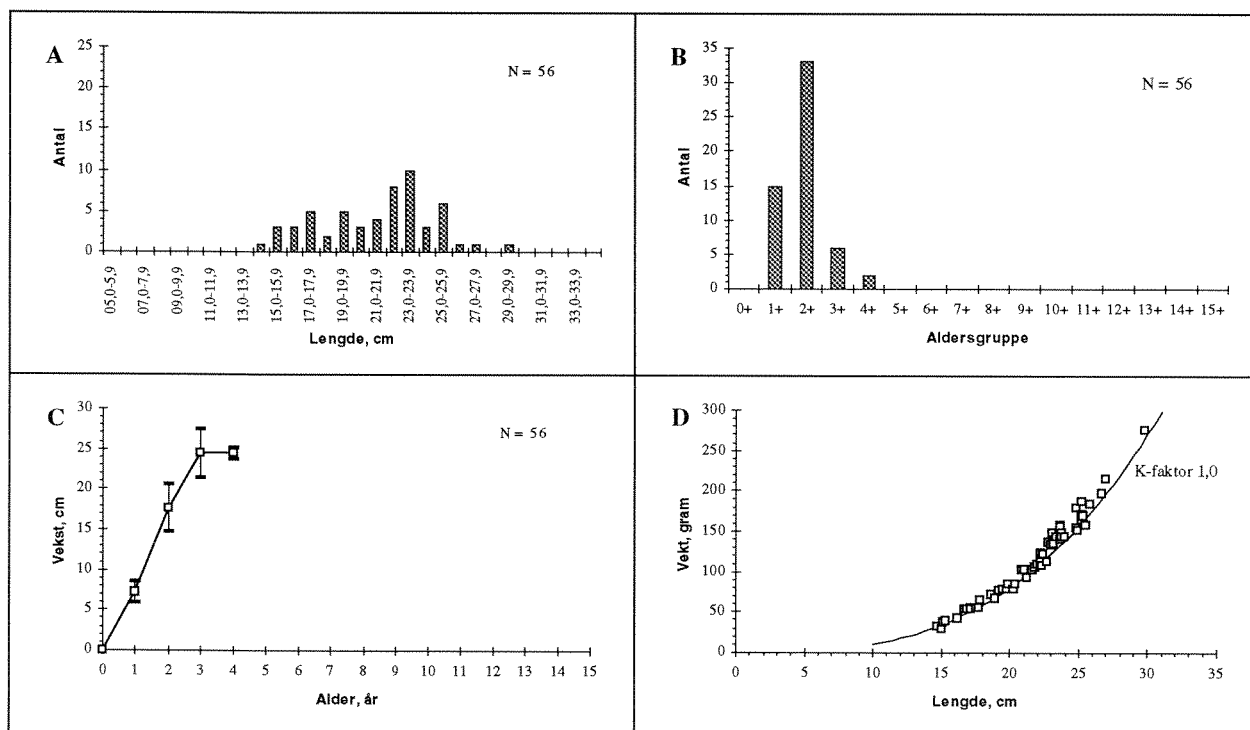 A
N = 56
Antal
25
20
15
10
5
0
05,0-5,9
07,0-7,9
09,0-9,9
11,0-11,9
13,0-13,9
15,0-15,9
17,0-17,9
19,0-19,9
21,0-21,9
23,0-23,9
25,0-25,9
27,0-27,9
29,0-29,9
31,0-31,9
33,0-33,9
Lengde, cm
B
N = 56
Antal
35
30
25
20
15
10
5
0
0+ 1+ 2+ 3+ 4+ 5+ 6+ 7+ 8+ 9+ 10+ 11+ 12+ 13+ 14+ 15+
Aldersgruppe
C
N = 56
Vekst, cm
30
25
20
15
10
5
0
0 1 2 3 4 5 6 7 8 9 10 11 12 13 14 15
Alder, år
D
K-faktor 1,0
Vekt, gram
300
250
200
150
100
50
0
0 5 10 15 20 25 30 35
Lengde, cm